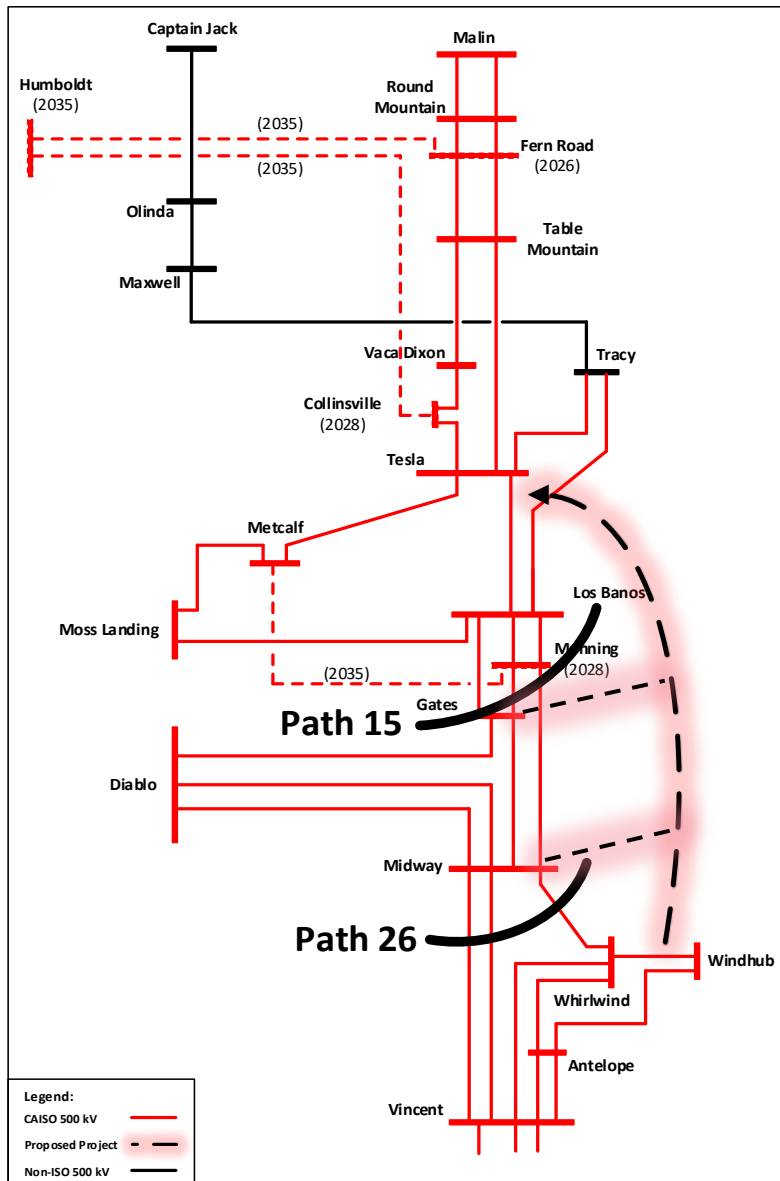 Captain Jack
Malin
Humboldt
(2035)
Round
Mountain
(2035)
Fern Road
(2026)
(2035)
Olinda
Table
Mountain
Maxwell
Vaca Dixon
Tracy
Collinsville
(2028)
Tesla
Metcalf
Los Banos
Moss Landing
Manning
(2028)
(2035)
Gates
Path 15
Diablo
Midway
Path 26
Windhub
Whirlwind
Antelope
Vincent
Legend:
CAISO 500 kV
Proposed Project
Non-ISO 500 kV